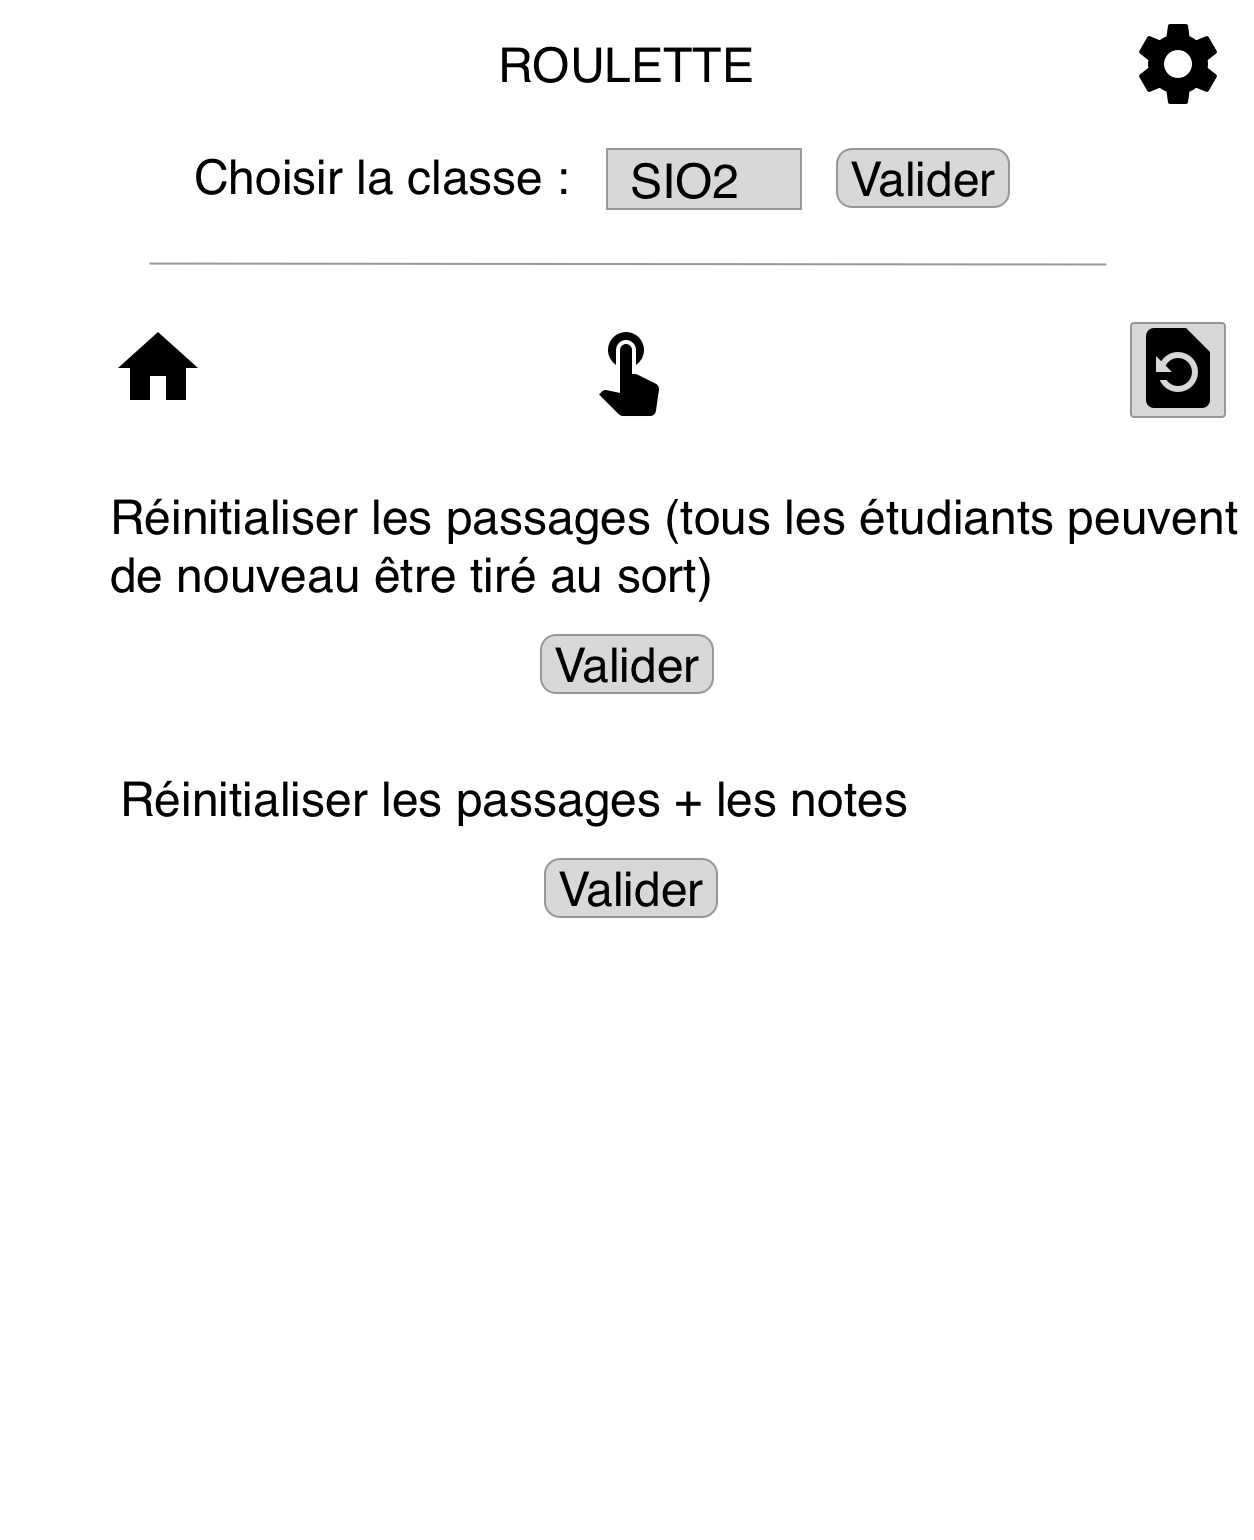 ROULETTE
Choisir la classe : SIO2 Valider
Réinitialiser les passages (tous les étudiants peuvent
de nouveau être tiré au sort)
Valider
Réinitialiser les passages + les notes
Valider